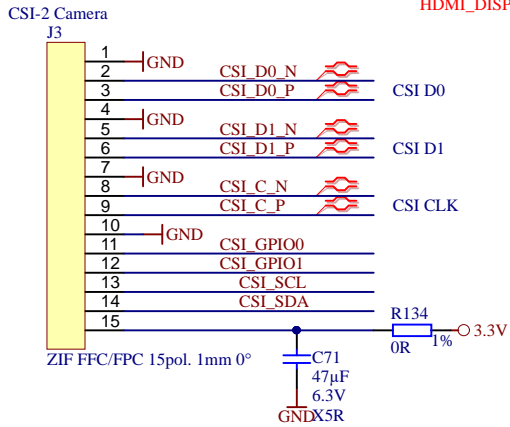 HDMI_DISP
CSI-2 Camera
J3
1 GND
2 CSI_D0_N
3 CSI_D0_P CSI D0
4 GND
5 CSI_D1_N
6 CSI_D1_P CSI D1
7 GND
8 CSI_C_N
9 CSI_C_P CSI CLK
10 GND
11 CSI_GPIO0
12 CSI_GPIO1
13 CSI_SCL
14 CSI_SDA
15
R134
0R 1% 3.3V
ZIF FFC/FPC 15pol. 1mm 0°
C71
47µF
6.3V
X5R
GND